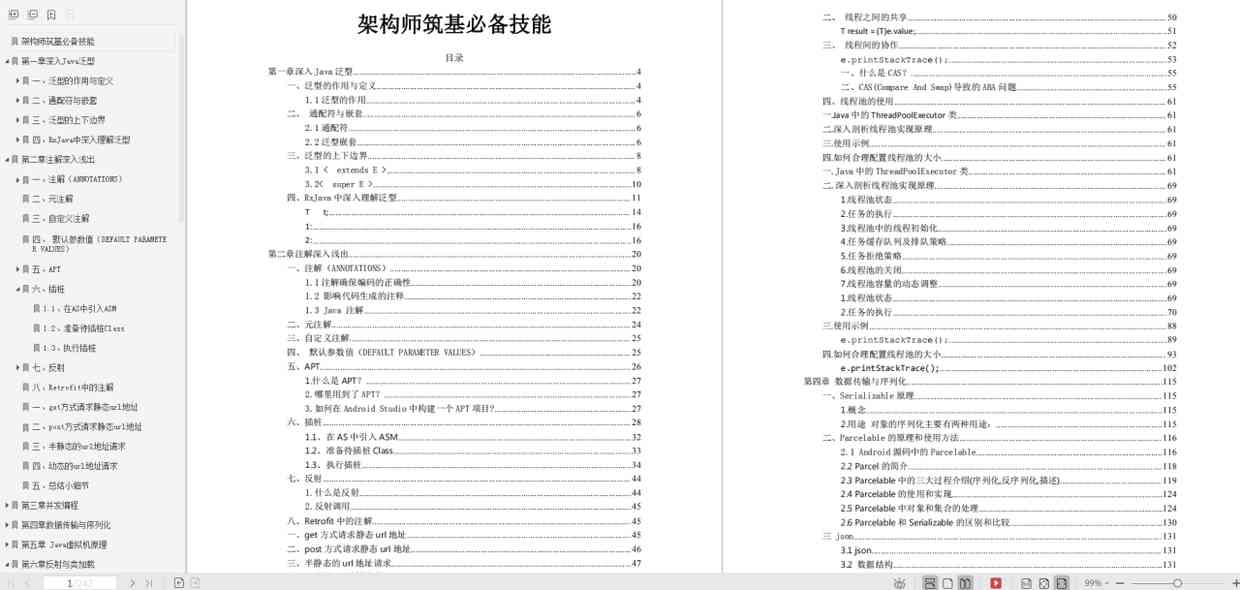 架构师筑基必备技能
第一章深入Java泛型
一、泛型的作用与定义
二、通配符与嵌套
三、泛型的上下边界
四、RxJava中深入理解泛型
第二章注解深入浅出
一、注解（ANNOTATIONS）
二、元注解
三、自定义注解
四、 默认参数值（DEFAULT PARAMETE
R VALUES）
五、APT
六、插桩
1.1、在AS中引入ASM
1.2、准备待插桩Class
1.3、执行插桩
七、反射
八、Retrofit中的注解
一、get方式请求静态url地址
二、post方式请求静态url地址
三、半静态的url地址请求
四、动态的url地址请求
五、总结小细节
第三章并发编程
第四章数据传输与序列化
第五章 Java虚拟机原理
第六章反射与类加载
1/247
架构师筑基必备技能
目录
第一章深入 Java 泛型 4
一、泛型的作用与定义 4
1.1 泛型的作用 4
二、 通配符与嵌套 6
2.1 通配符 6
2.2 泛型嵌套 6
三、泛型的上下边界 8
3.1 < extends E > 8
3.2< super E > 10
四、RxJava 中深入理解泛型 11
T t; 14
1: 16
2: 16
第二章注解深入浅出 20
一、注解（ANNOTATIONS） 20
1.1 注解确保编码的正确性 20
1.2 影响代码生成的注释 22
1.3 Java 注解 22
二、元注解 24
三、自定义注解 25
四、 默认参数值（DEFAULT PARAMETER VALUES） 25
五、APT 26
1.什么是 APT？ 27
2.哪里用到了 APT？ 27
3.如何在 Android Studio 中构建一个 APT 项目? 27
六、插桩 28
1.1、在 AS 中引入 ASM 32
1.2、准备待插桩 Class 33
1.3、执行插桩 34
七、反射 44
1.什么是反射 44
2.反射调用 45
八、Retrofit 中的注解 45
一、get 方式请求静态 url 地址 45
二、post 方式请求静态 url 地址 46
三、半静态的 url 地址请求 47
二、 线程之间的共享 50
T result = (T)e.value; 51
三、 线程间的协作 52
e.printStackTrace(); 53
一、什么是 CAS？ 55
二、CAS(Compare And Swap)导致的 ABA 问题 55
四、线程池的使用 61
一.Java 中的 ThreadPoolExecutor 类 61
二.深入剖析线程池实现原理 61
三.使用示例 61
四.如何合理配置线程池的大小 61
一.Java 中的 ThreadPoolExecutor 类 61
二.深入剖析线程池实现原理 69
1.线程池状态 69
2.任务的执行 69
3.线程池中的线程初始化 69
4.任务缓存队列及排队策略 69
5.任务拒绝策略 69
6.线程池的关闭 69
7.线程池容量的动态调整 69
1.线程池状态 69
2.任务的执行 70
三.使用示例 88
e.printStackTrace(); 89
四.如何合理配置线程池的大小 93
e.printStackTrace(); 102
第四章 数据传输与序列化 115
一、Serializable 原理 115
1.概念 115
2.用途 对象的序列化主要有两种用途： 115
二、Parcelable 的原理和使用方法 116
2.1 Android 源码中的 Parcelable 116
2.2 Parcel 的简介 118
2.3 Parcelable 中的三大过程介绍(序列化,反序列化,描述) 119
2.4 Parcelable 的使用和实现 124
2.5 Parcelable 中对象和集合的处理 124
2.6 Parcelable 和 Serializable 的区别和比较 130
三 json 131
3.1 json 131
3.2 数据结构 131
99%